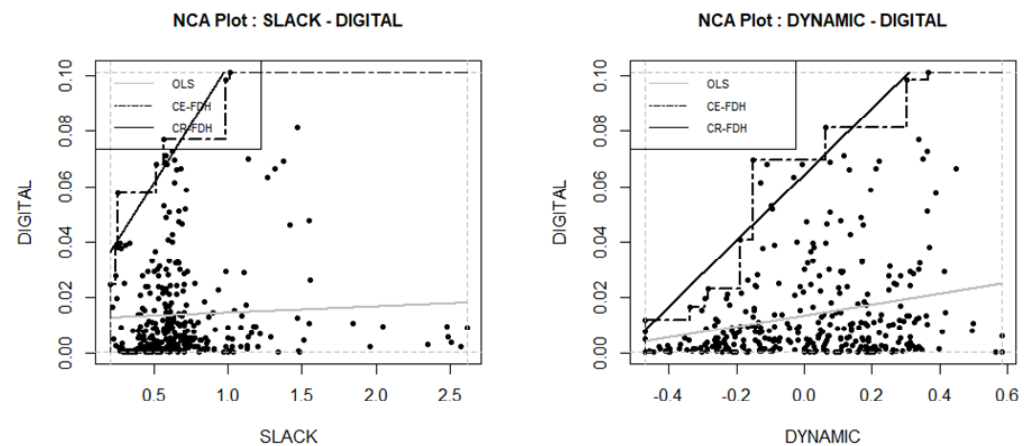 NCA Plot : SLACK - DIGITAL
OLS
CE-FDH
CR-FDH
DIGITAL
0.00
0.02
0.04
0.06
0.08
0.10
0.5
1.0
1.5
2.0
2.5
SLACK
NCA Plot : DYNAMIC - DIGITAL
OLS
CE-FDH
CR-FDH
DIGITAL
0.00
0.02
0.04
0.06
0.08
0.10
-0.4
-0.2
0.0
0.2
0.4
0.6
DYNAMIC